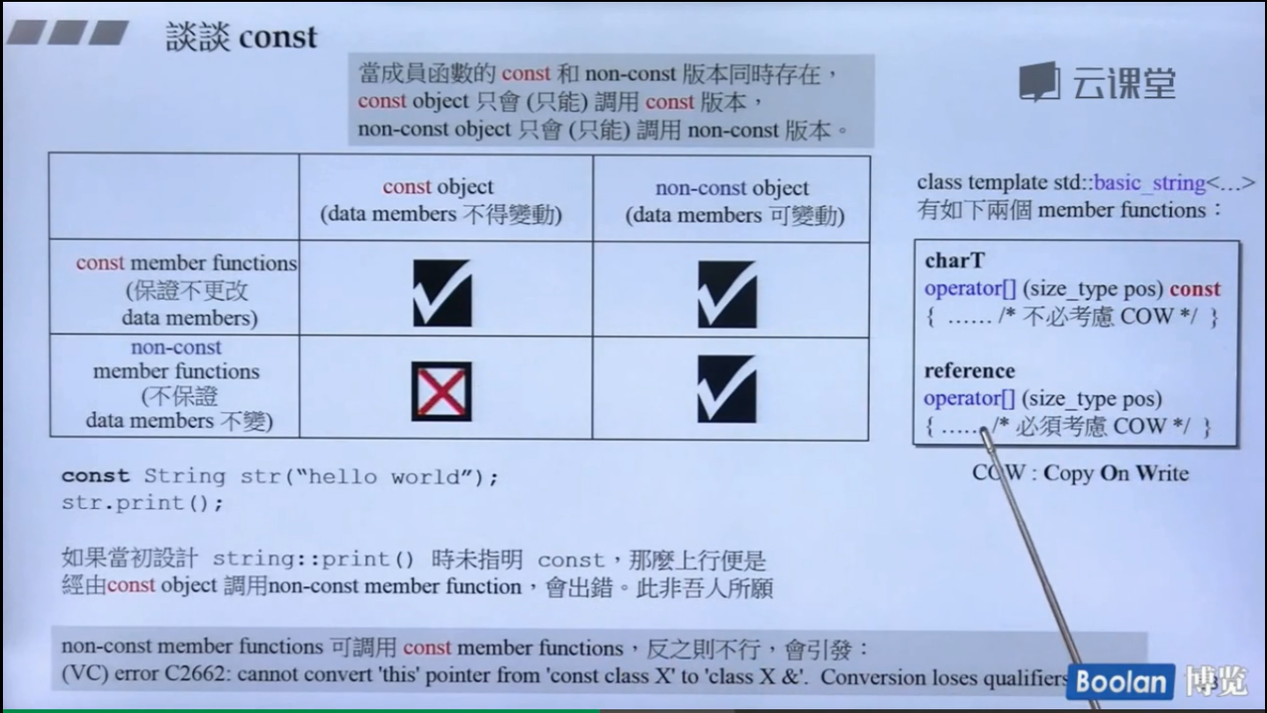 談談 const
當成員函數的 const 和 non-const 版本同時存在，
const object 只會 (只能) 調用 const 版本，
non-const object 只會 (只能) 調用 non-const 版本。
云课堂
const object
(data members 不得變動)
non-const object
(data members 可變動)
const member functions
(保證不更改
data members)
non-const
member functions
(不保證
data members 不變)
class template std::basic_string<…>
有如下兩個 member functions：
charT
operator[] (size_type pos) const
{ …… /* 不必考慮 COW */ }
reference
operator[] (size_type pos)
{ …… /* 必須考慮 COW */ }
COW : Copy On Write
const String str(“hello world”);
str.print();
如果當初設計 string::print() 時未指明 const，那麼上行便是
經由const object 調用non-const member function，會出錯。此非吾人所願
non-const member functions 可調用 const member functions，反之則不行，會引發：
(VC) error C2662: cannot convert 'this' pointer from 'const class X' to 'class X &'. Conversion loses qualifiers
Boolan 博览